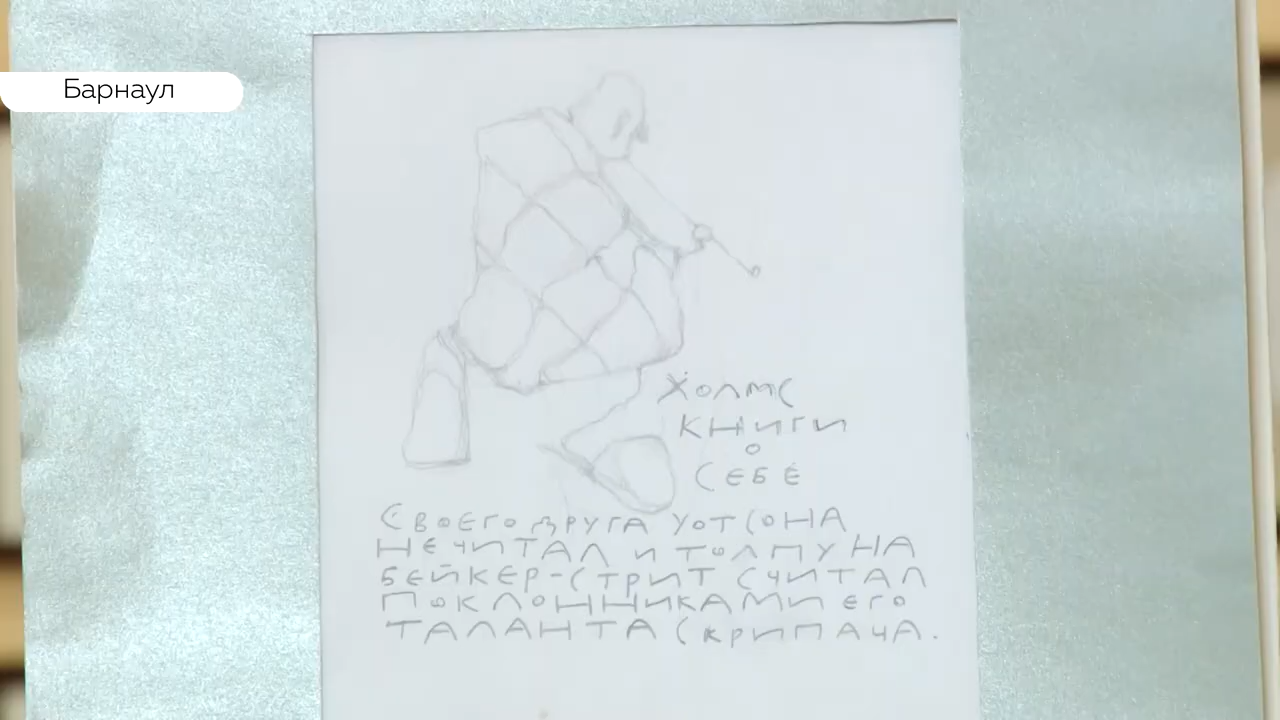 Барнаул
ХОЛМС
КНИГИ
О
СЕБЕ
СВОЕГО ДРУГА УОТСОНА
НЕ ЧИТАЛ И ТОЛПУ НА
БЕЙКЕР-СТРИТ СЧИТАЛ
ПОКЛОННИКАМИ ЕГО
ТАЛАНТА СКРИПАЧА.